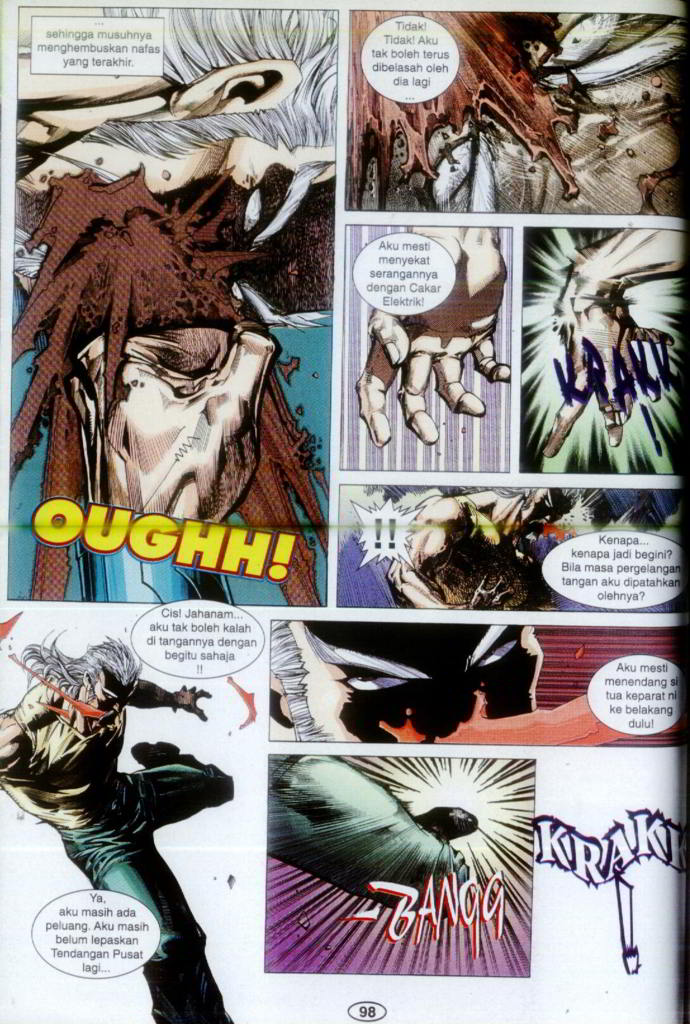 ...
sehingga musuhnya
menghembuskan nafas
yang terakhir.
OUGHH!
Tidak!
Tidak! Aku
tak boleh terus
dibelasah oleh
dia lagi
...
Aku mesti
menyekat
serangannya
dengan Cakar
Elektrik!
KRAKK!
!!
Kenapa...
kenapa jadi begini?
Bila masa pergelangan
tangan aku dipatahkan
olehnya?
Cis! Jahanam...
aku tak boleh kalah
di tangannya dengan
begitu sahaja
!!
Aku mesti
menendang si
tua keparat ni
ke belakang
dulu!
Ya,
aku masih ada
peluang. Aku masih
belum lepaskan
Tendangan Pusat
lagi...
BANGG
KRAKK!
98